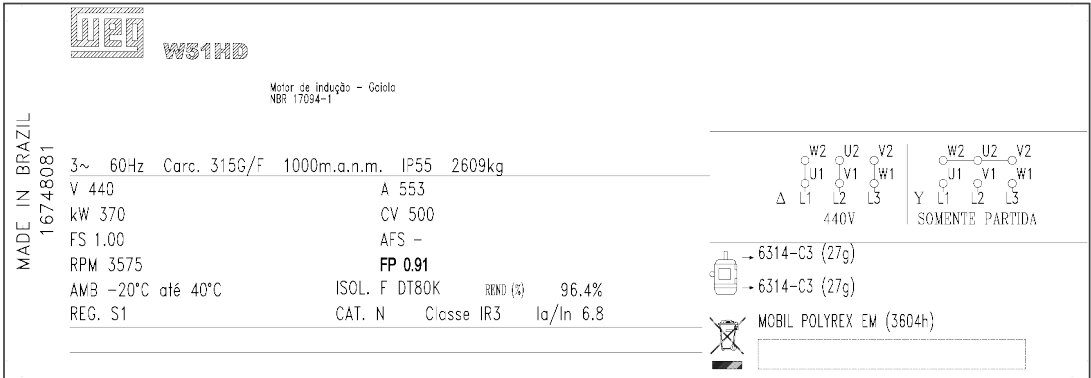 weg
W51HD
Motor de indução - Gaiola
NBR 17094-1
MADE IN BRAZIL
16748081
3~ 60Hz Carc. 315G/F 1000m.a.n.m. IP55 2609kg
V 440 A 553
kW 370 CV 500
FS 1.00 AFS -
RPM 3575 FP 0.91
AMB -20°C até 40°C ISOL. F DT80K REND (%) 96.4%
REG. S1 CAT. N Classe IR3 Ia/In 6.8
W2 U2 V2 W2 U2 V2
U1 V1 W1 U1 V1 W1
Δ L1 L2 L3 Y L1 L2 L3
440V SOMENTE PARTIDA
6314-C3 (27g)
6314-C3 (27g)
MOBIL POLYREX EM (3604h)